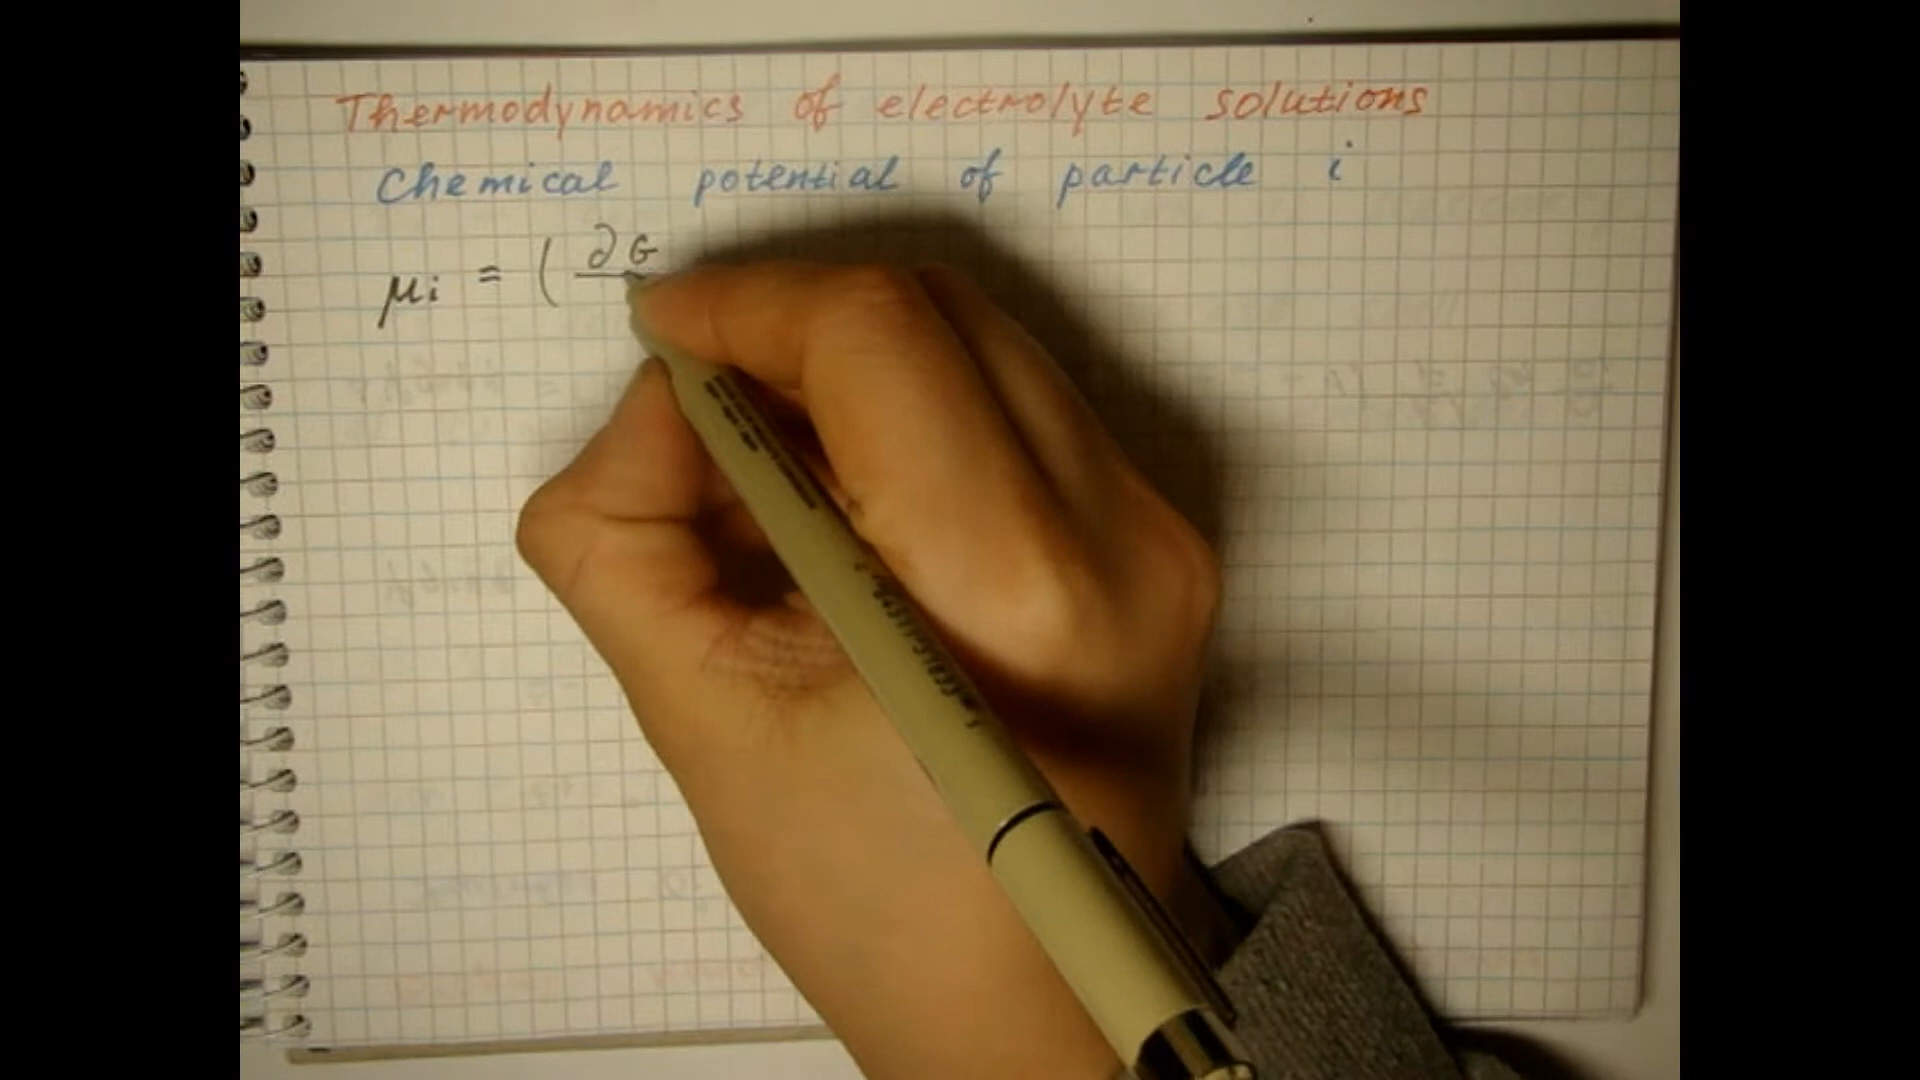 Thermodynamics of electrolyte solutions
Chemical potential of particle i
μi = ( ∂G